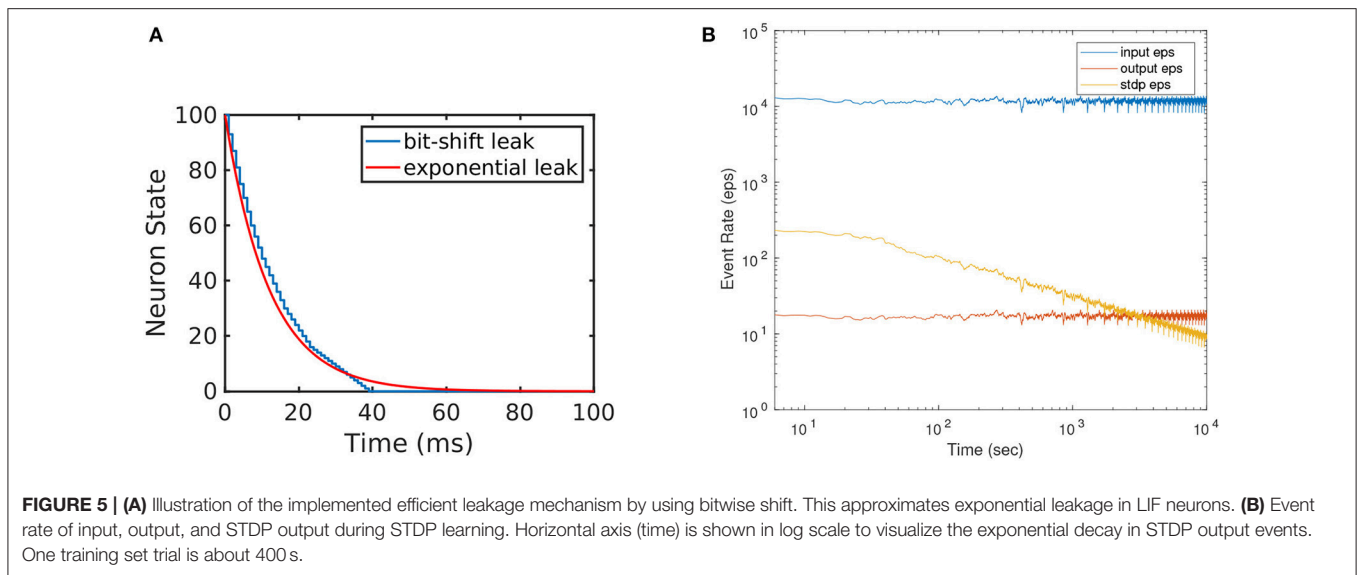 A
B
100
80
60
40
20
0
Neuron State
bit-shift leak
exponential leak
0 20 40 60 80 100
Time (ms)
10^5
10^4
10^3
10^2
10^1
10^0
Event Rate (eps)
input eps
output eps
stdp eps
10^1 10^2 10^3 10^4
Time (sec)
FIGURE 5 | (A) Illustration of the implemented efficient leakage mechanism by using bitwise shift. This approximates exponential leakage in LIF neurons. (B) Event
rate of input, output, and STDP output during STDP learning. Horizontal axis (time) is shown in log scale to visualize the exponential decay in STDP output events.
One training set trial is about 400 s.